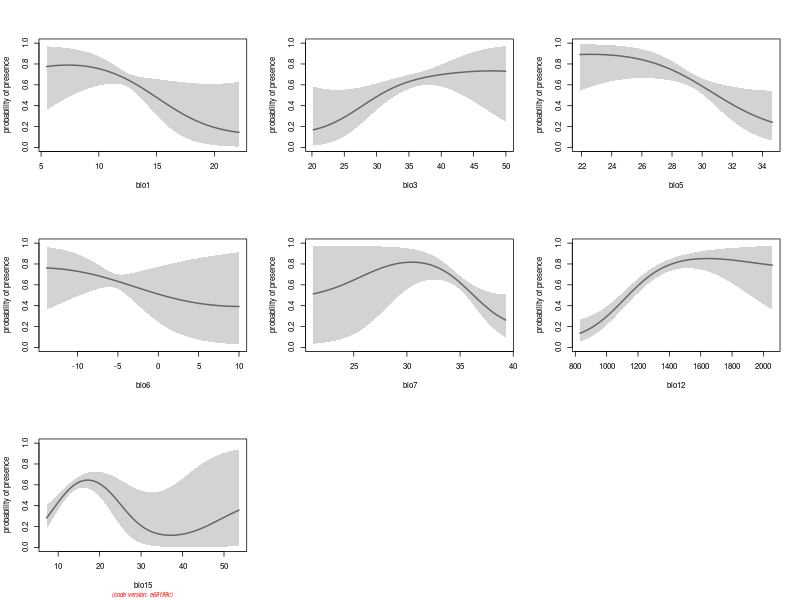 probability of presence
0.0 0.2 0.4 0.6 0.8 1.0
5 10 15 20
bio1
probability of presence
0.0 0.2 0.4 0.6 0.8 1.0
20 25 30 35 40 45 50
bio3
probability of presence
0.0 0.2 0.4 0.6 0.8 1.0
22 24 26 28 30 32 34
bio5
probability of presence
0.0 0.2 0.4 0.6 0.8 1.0
-10 -5 0 5 10
bio6
probability of presence
0.0 0.2 0.4 0.6 0.8 1.0
25 30 35 40
bio7
probability of presence
0.0 0.2 0.4 0.6 0.8 1.0
800 1000 1200 1400 1600 1800 2000
bio12
probability of presence
0.0 0.2 0.4 0.6 0.8 1.0
10 20 30 40 50
bio15
(code version: